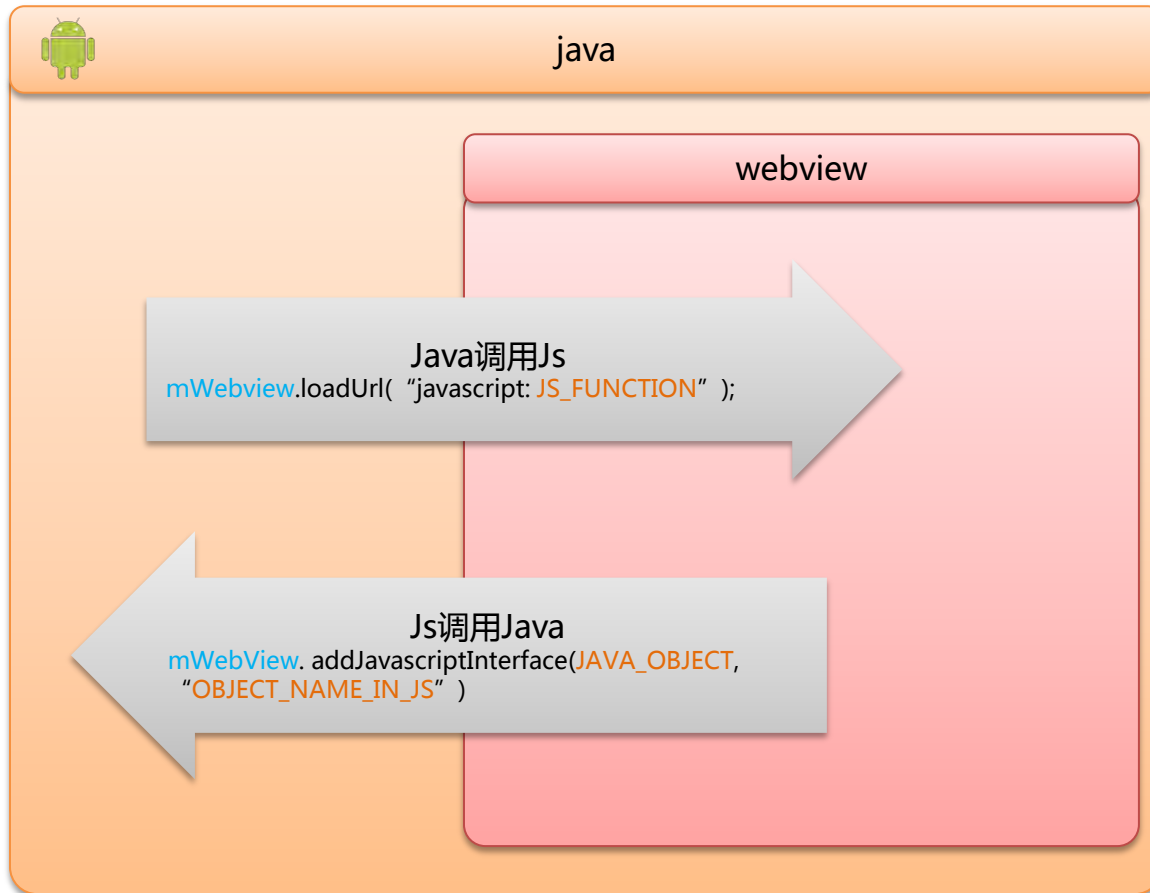 java
webview
Java调用Js
mWebview.loadUrl( “javascript: JS_FUNCTION” );
Js调用Java
mWebView. addJavascriptInterface(JAVA_OBJECT,
“OBJECT_NAME_IN_JS” )